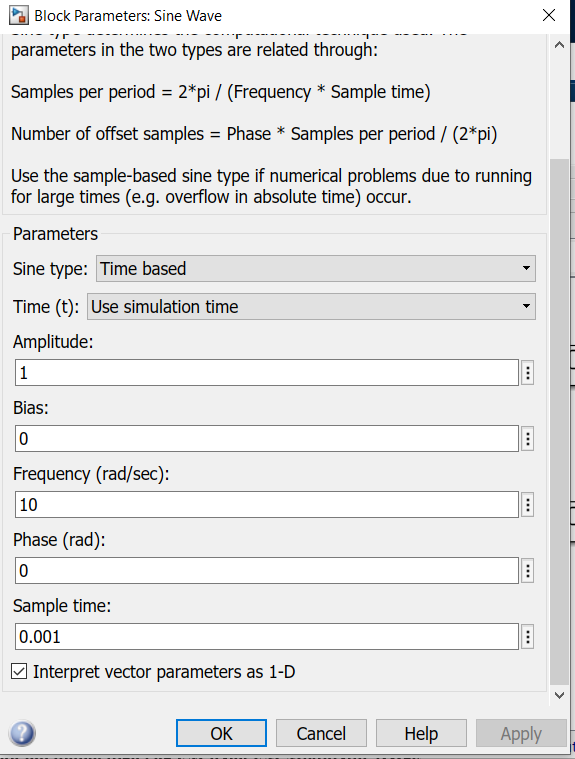 Block Parameters: Sine Wave
parameters in the two types are related through:
Samples per period = 2*pi / (Frequency * Sample time)
Number of offset samples = Phase * Samples per period / (2*pi)
Use the sample-based sine type if numerical problems due to running
for large times (e.g. overflow in absolute time) occur.
Parameters
Sine type: Time based
Time (t): Use simulation time
Amplitude:
1
Bias:
0
Frequency (rad/sec):
10
Phase (rad):
0
Sample time:
0.001
Interpret vector parameters as 1-D
OK Cancel Help Apply